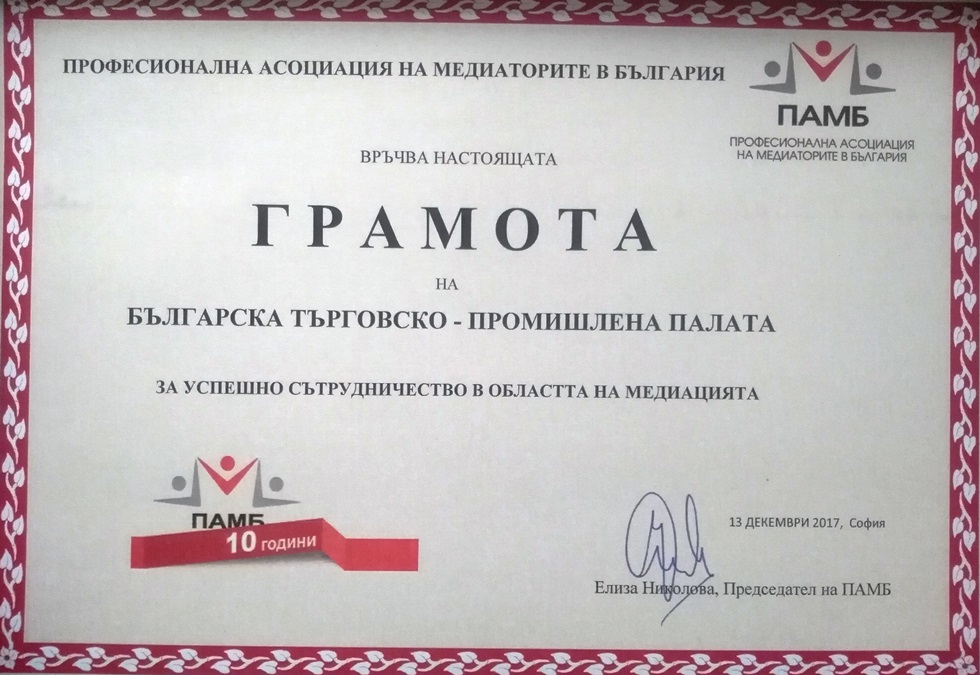 ПРОФЕСИОНАЛНА АСОЦИАЦИЯ НА МЕДИАТОРИТЕ В БЪЛГАРИЯ
ПАМБ
ПРОФЕСИОНАЛНА АСОЦИАЦИЯ
НА МЕДИАТОРИТЕ В БЪЛГАРИЯ
ВРЪЧВА НАСТОЯЩАТА
ГРАМОТА
НА
БЪЛГАРСКА ТЪРГОВСКО - ПРОМИШЛЕНА ПАЛАТА
ЗА УСПЕШНО СЪТРУДНИЧЕСТВО В ОБЛАСТТА НА МЕДИАЦИЯТА
ПАМБ
10 ГОДИНИ
13 ДЕКЕМВРИ 2017, София
Елиза Николова, Председател на ПАМБ